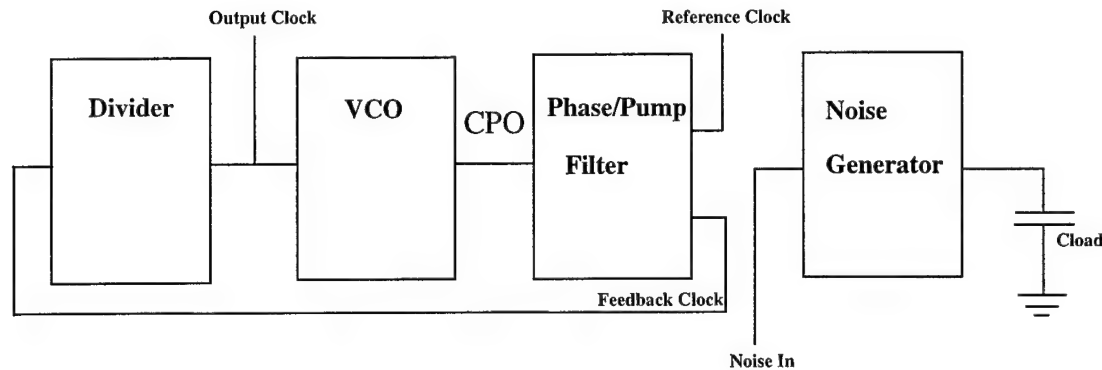 Output Clock
Reference Clock
Divider
VCO
CPO
Phase/Pump
Filter
Noise
Generator
Cload
Feedback Clock
Noise In